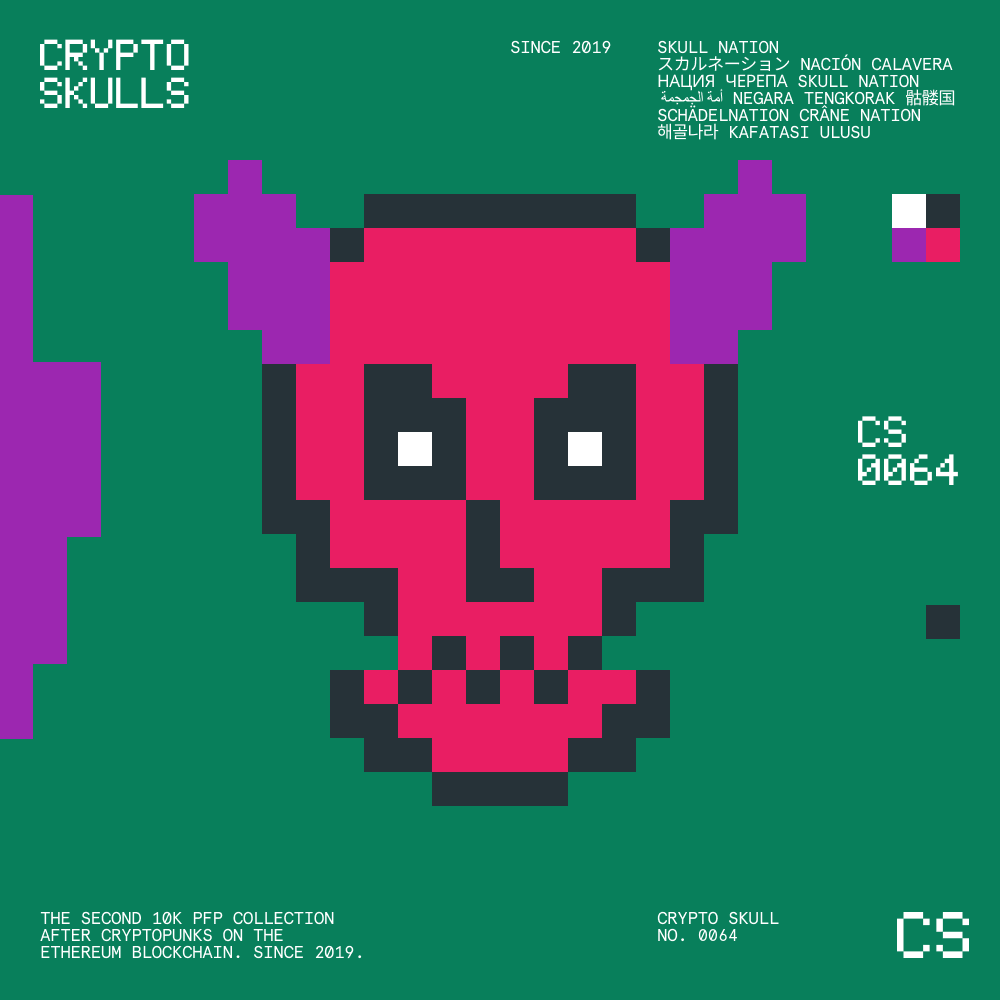 CRYPTO
SKULLS
SINCE 2019
SKULL NATION
スカルネーション NACIÓN CALAVERA
НАЦИЯ ЧЕРЕПА SKULL NATION
أمة الجمجمة NEGARA TENGKORAK 骷髅国
SCHÄDELNATION CRÂNE NATION
해골나라 KAFATASI ULUSU
CS
0064
THE SECOND 10K PFP COLLECTION
AFTER CRYPTOPUNKS ON THE
ETHEREUM BLOCKCHAIN. SINCE 2019.
CRYPTO SKULL
NO. 0064
CS